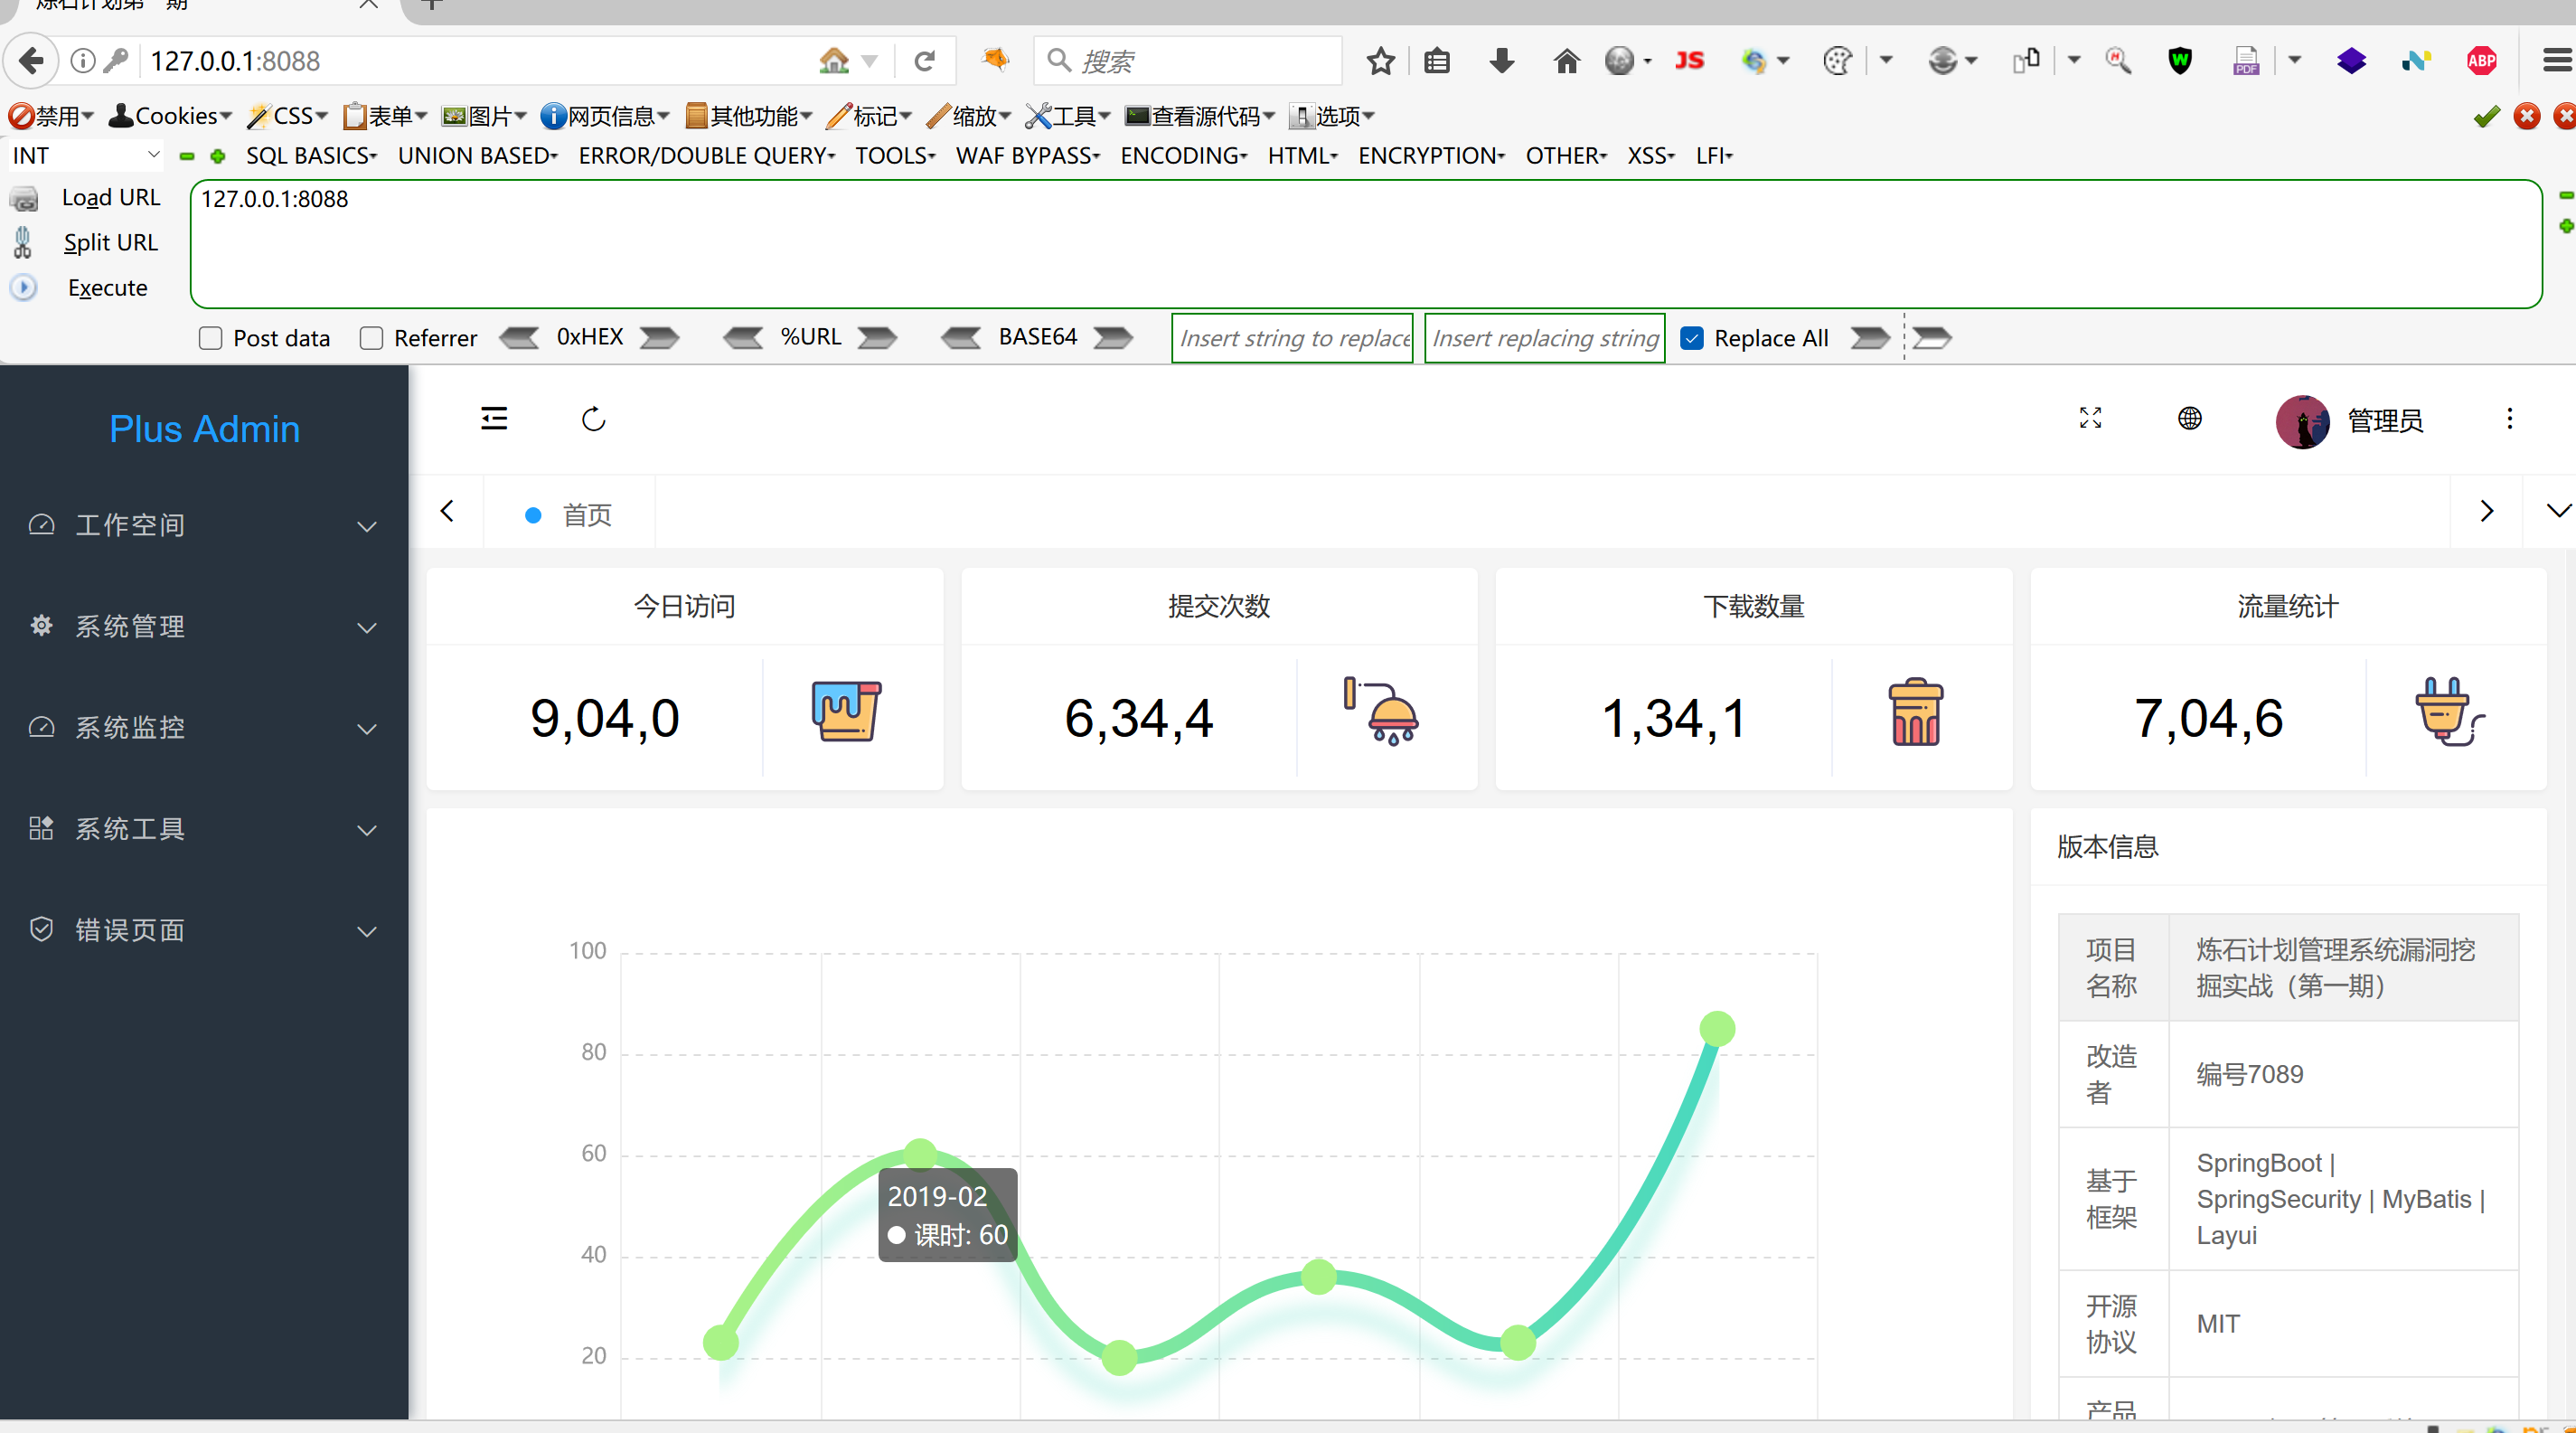 127.0.0.1:8088
搜索
禁用 Cookies CSS 表单 图片 网页信息 其他功能 标记 缩放 工具 查看源代码 选项
INT SQL BASICS UNION BASED ERROR/DOUBLE QUERY TOOLS WAF BYPASS ENCODING HTML ENCRYPTION OTHER XSS LFI
Load URL
127.0.0.1:8088
Split URL
Execute
Post data Referrer 0xHEX %URL BASE64 Insert string to replace Insert replacing string Replace All
Plus Admin
管理员
首页
工作空间
系统管理
系统监控
系统工具
错误页面
今日访问
9,04,0
提交次数
6,34,4
下载数量
1,34,1
流量统计
7,04,6
100
80
60
40
20
2019-02
课时: 60
版本信息
项目名称
炼石计划管理系统漏洞挖
掘实战（第一期）
改造者
编号7089
基于框架
SpringBoot |
SpringSecurity | MyBatis |
Layui
开源协议
MIT
产品
JS
PDF
ABP